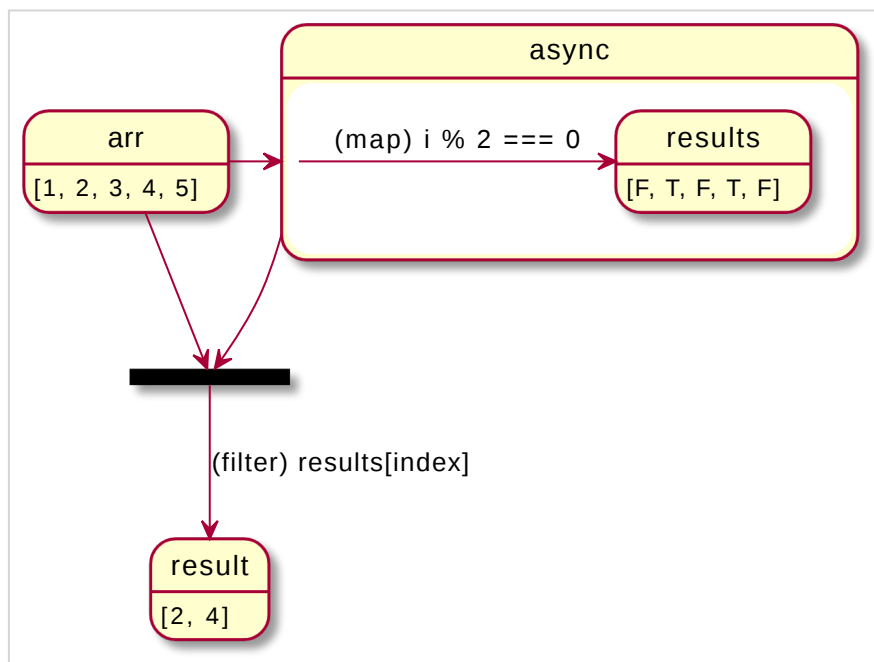 async
arr
[1, 2, 3, 4, 5]
(map) i % 2 === 0
results
[F, T, F, T, F]
(filter) results[index]
result
[2, 4]